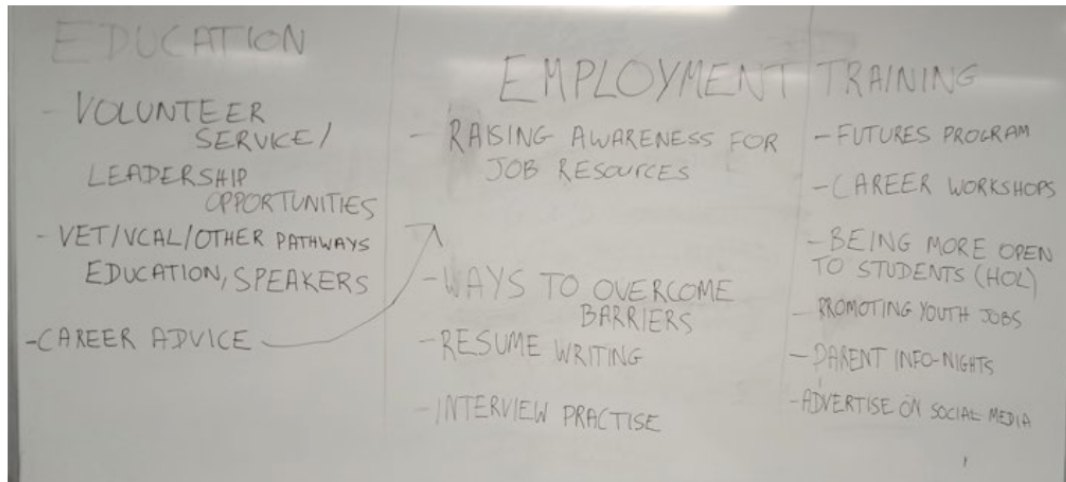 EDUCATION
- VOLUNTEER
SERVICE/
LEADERSHIP
OPPORTUNITIES
- VET/VCAL/OTHER PATHWAYS
EDUCATION, SPEAKERS
- CAREER ADVICE
EMPLOYMENT
- RAISING AWARENESS FOR
JOB RESOURCES
- WAYS TO OVERCOME
BARRIERS
- RESUME WRITING
- INTERVIEW PRACTISE
TRAINING
- FUTURES PROGRAM
- CAREER WORKSHOPS
- BEING MORE OPEN
TO STUDENTS (HOL)
- PROMOTING YOUTH JOBS
- PARENT INFO-NIGHTS
- ADVERTISE ON SOCIAL MEDIA